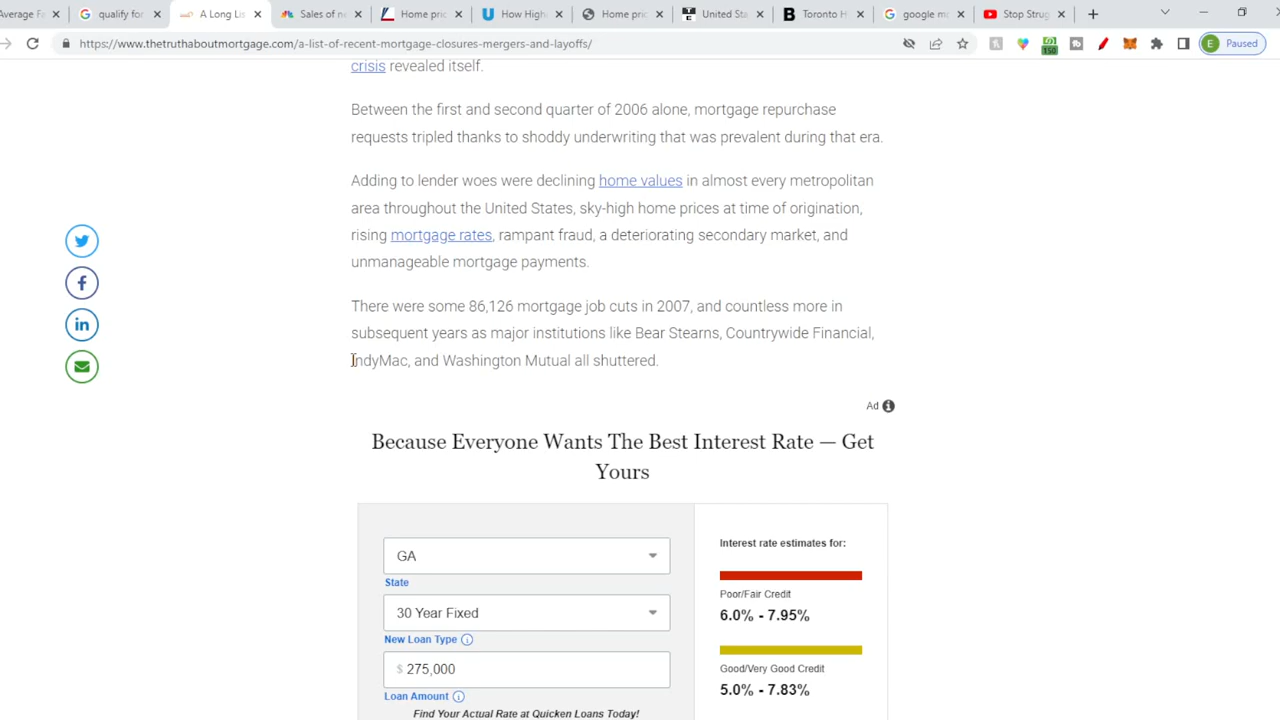 Average F
qualify for
A Long Lis
Sales of ne
Home pric
How High
Home pric
United Sta
Toronto H
google mo
Stop Strug
https://www.thetruthaboutmortgage.com/a-list-of-recent-mortgage-closures-mergers-and-layoffs/
150
E Paused
crisis revealed itself.
Between the first and second quarter of 2006 alone, mortgage repurchase
requests tripled thanks to shoddy underwriting that was prevalent during that era.
Adding to lender woes were declining home values in almost every metropolitan
area throughout the United States, sky-high home prices at time of origination,
rising mortgage rates, rampant fraud, a deteriorating secondary market, and
unmanageable mortgage payments.
There were some 86,126 mortgage job cuts in 2007, and countless more in
subsequent years as major institutions like Bear Stearns, Countrywide Financial,
IndyMac, and Washington Mutual all shuttered.
Ad
Because Everyone Wants The Best Interest Rate — Get
Yours
GA
State
30 Year Fixed
New Loan Type
$ 275,000
Loan Amount
Find Your Actual Rate at Quicken Loans Today!
Interest rate estimates for:
Poor/Fair Credit
6.0% - 7.95%
Good/Very Good Credit
5.0% - 7.83%